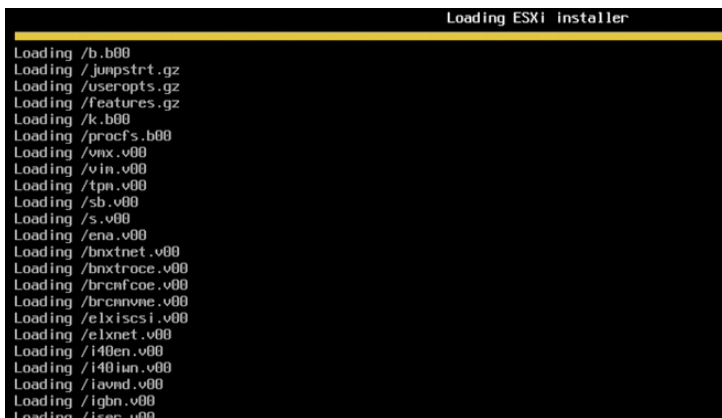 Loading ESXi installer
Loading /b.b00
Loading /jumpstrt.gz
Loading /useropts.gz
Loading /features.gz
Loading /k.b00
Loading /procfs.b00
Loading /vmx.v00
Loading /vim.v00
Loading /tpm.v00
Loading /sb.v00
Loading /s.v00
Loading /ena.v00
Loading /bnxtnet.v00
Loading /bnxtroce.v00
Loading /brcmfcoe.v00
Loading /brcmnvme.v00
Loading /elxiscsi.v00
Loading /elxnet.v00
Loading /i40en.v00
Loading /i40iwn.v00
Loading /iavmd.v00
Loading /igbn.v00
Loading /iser.v00